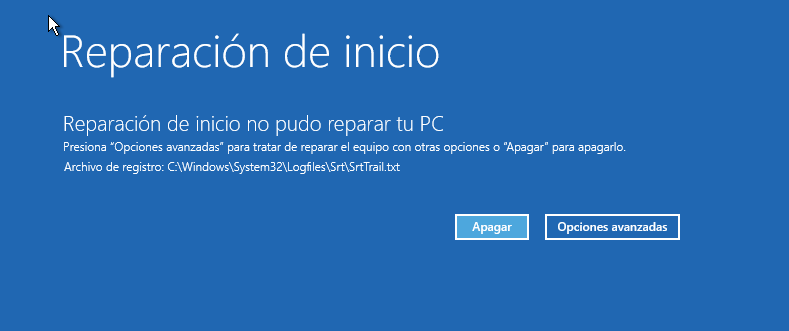 Reparación de inicio
Reparación de inicio no pudo reparar tu PC
Presiona “Opciones avanzadas” para tratar de reparar el equipo con otras opciones o “Apagar” para apagarlo.
Archivo de registro: C:\Windows\System32\Logfiles\Srt\SrtTrail.txt
Apagar
Opciones avanzadas